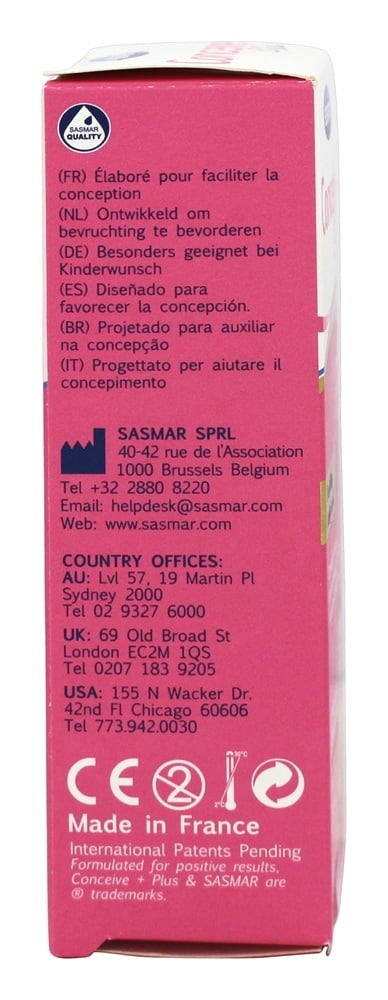 SASMAR
QUALITY
(FR) Élaboré pour faciliter la
conception
(NL) Ontwikkeld om
bevruchting te bevorderen
(DE) Besonders geeignet bei
Kinderwunsch
(ES) Diseñado para
favorecer la concepción.
(BR) Projetado para auxiliar
na concepção
(IT) Progettato per aiutare il
concepimento
SASMAR SPRL
40-42 rue de l'Association
1000 Brussels Belgium
Tel +32 2880 8220
Email: helpdesk@sasmar.com
Web: www.sasmar.com
COUNTRY OFFICES:
AU: Lvl 57, 19 Martin Pl
Sydney 2000
Tel 02 9327 6000
UK: 69 Old Broad St
London EC2M 1QS
Tel 0207 183 9205
USA: 155 N Wacker Dr.
42nd Fl Chicago 60606
Tel 773.942.0030
CE 2 2°C 30°C
Made in France
International Patents Pending
Formulated for positive results,
Conceive + Plus & SASMAR are
® trademarks.